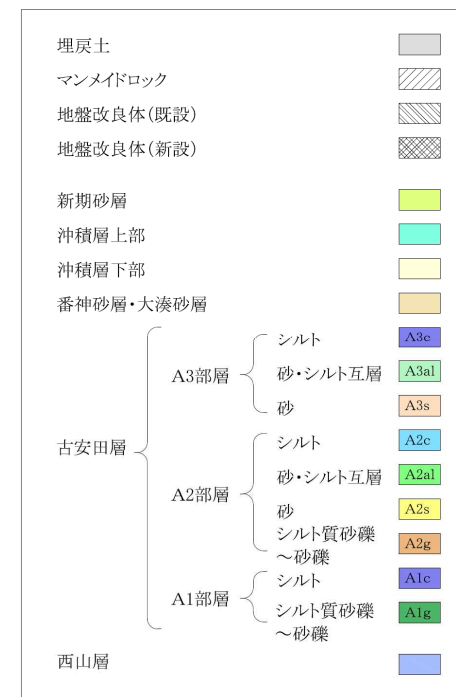 埋戻土
マンメイドロック
地盤改良体(既設)
地盤改良体(新設)
新期砂層
沖積層上部
沖積層下部
番神砂層・大湊砂層
古安田層
A3部層
シルト A3c
砂・シルト互層 A3al
砂 A3s
A2部層
シルト A2c
砂・シルト互層 A2al
砂 A2s
シルト質砂礫
～砂礫 A2g
A1部層
シルト A1c
シルト質砂礫
～砂礫 A1g
西山層